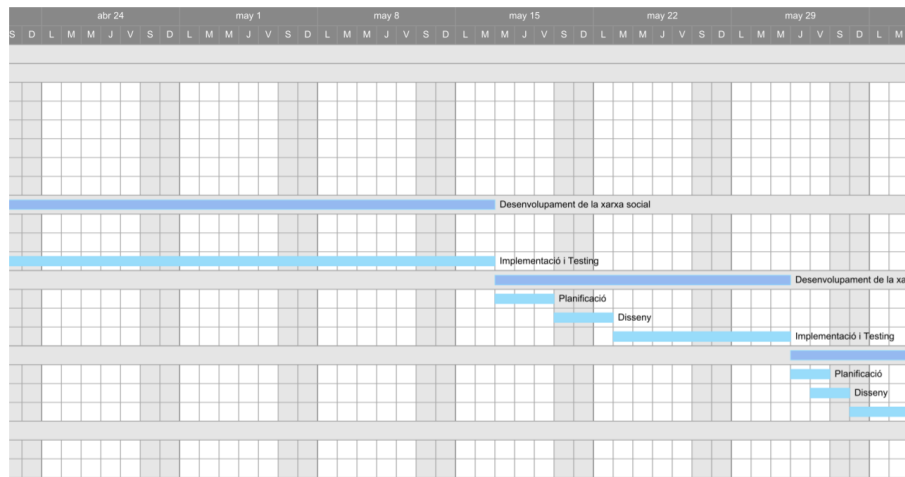 abr 24 may 1 may 8 may 15 may 22 may 29
S D L M M J V S D L M M J V S D L M M J V S D L M M J V S D L M M J V S D L M M J V S D L M
Desenvolupament de la xarxa social
Implementació i Testing
Desenvolupament de la xa
Planificació
Disseny
Implementació i Testing
Planificació
Disseny